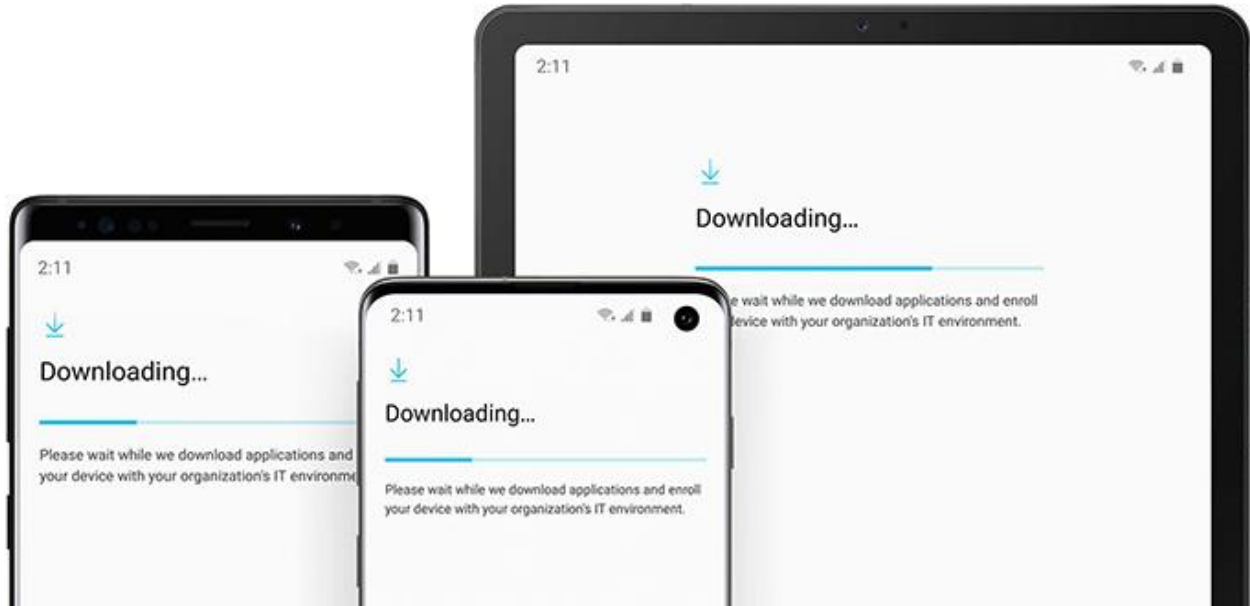 2:11
Downloading...
Please wait while we download applications and
your device with your organization's IT
2:11
Downloading...
Please wait while we download applications and enroll
your device with your organization's IT environment.
2:11
Downloading...
wait while we download applications and enroll
device with your organization's IT environment.